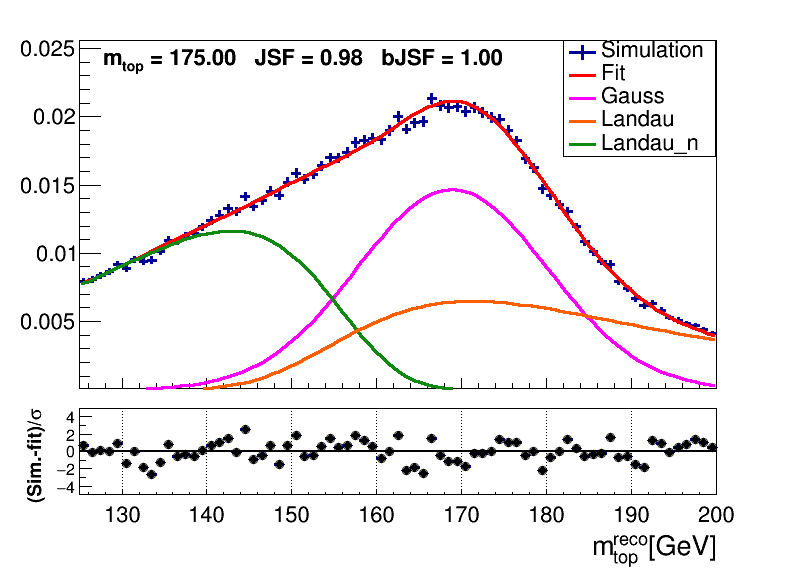 0.025
0.02
0.015
0.01
0.005
m_top = 175.00 JSF = 0.98 bJSF = 1.00
Simulation
Fit
Gauss
Landau
Landau_n
(Sim.-fit)/σ
4
2
0
−2
−4
130 140 150 160 170 180 190 200
m_top^reco[GeV]